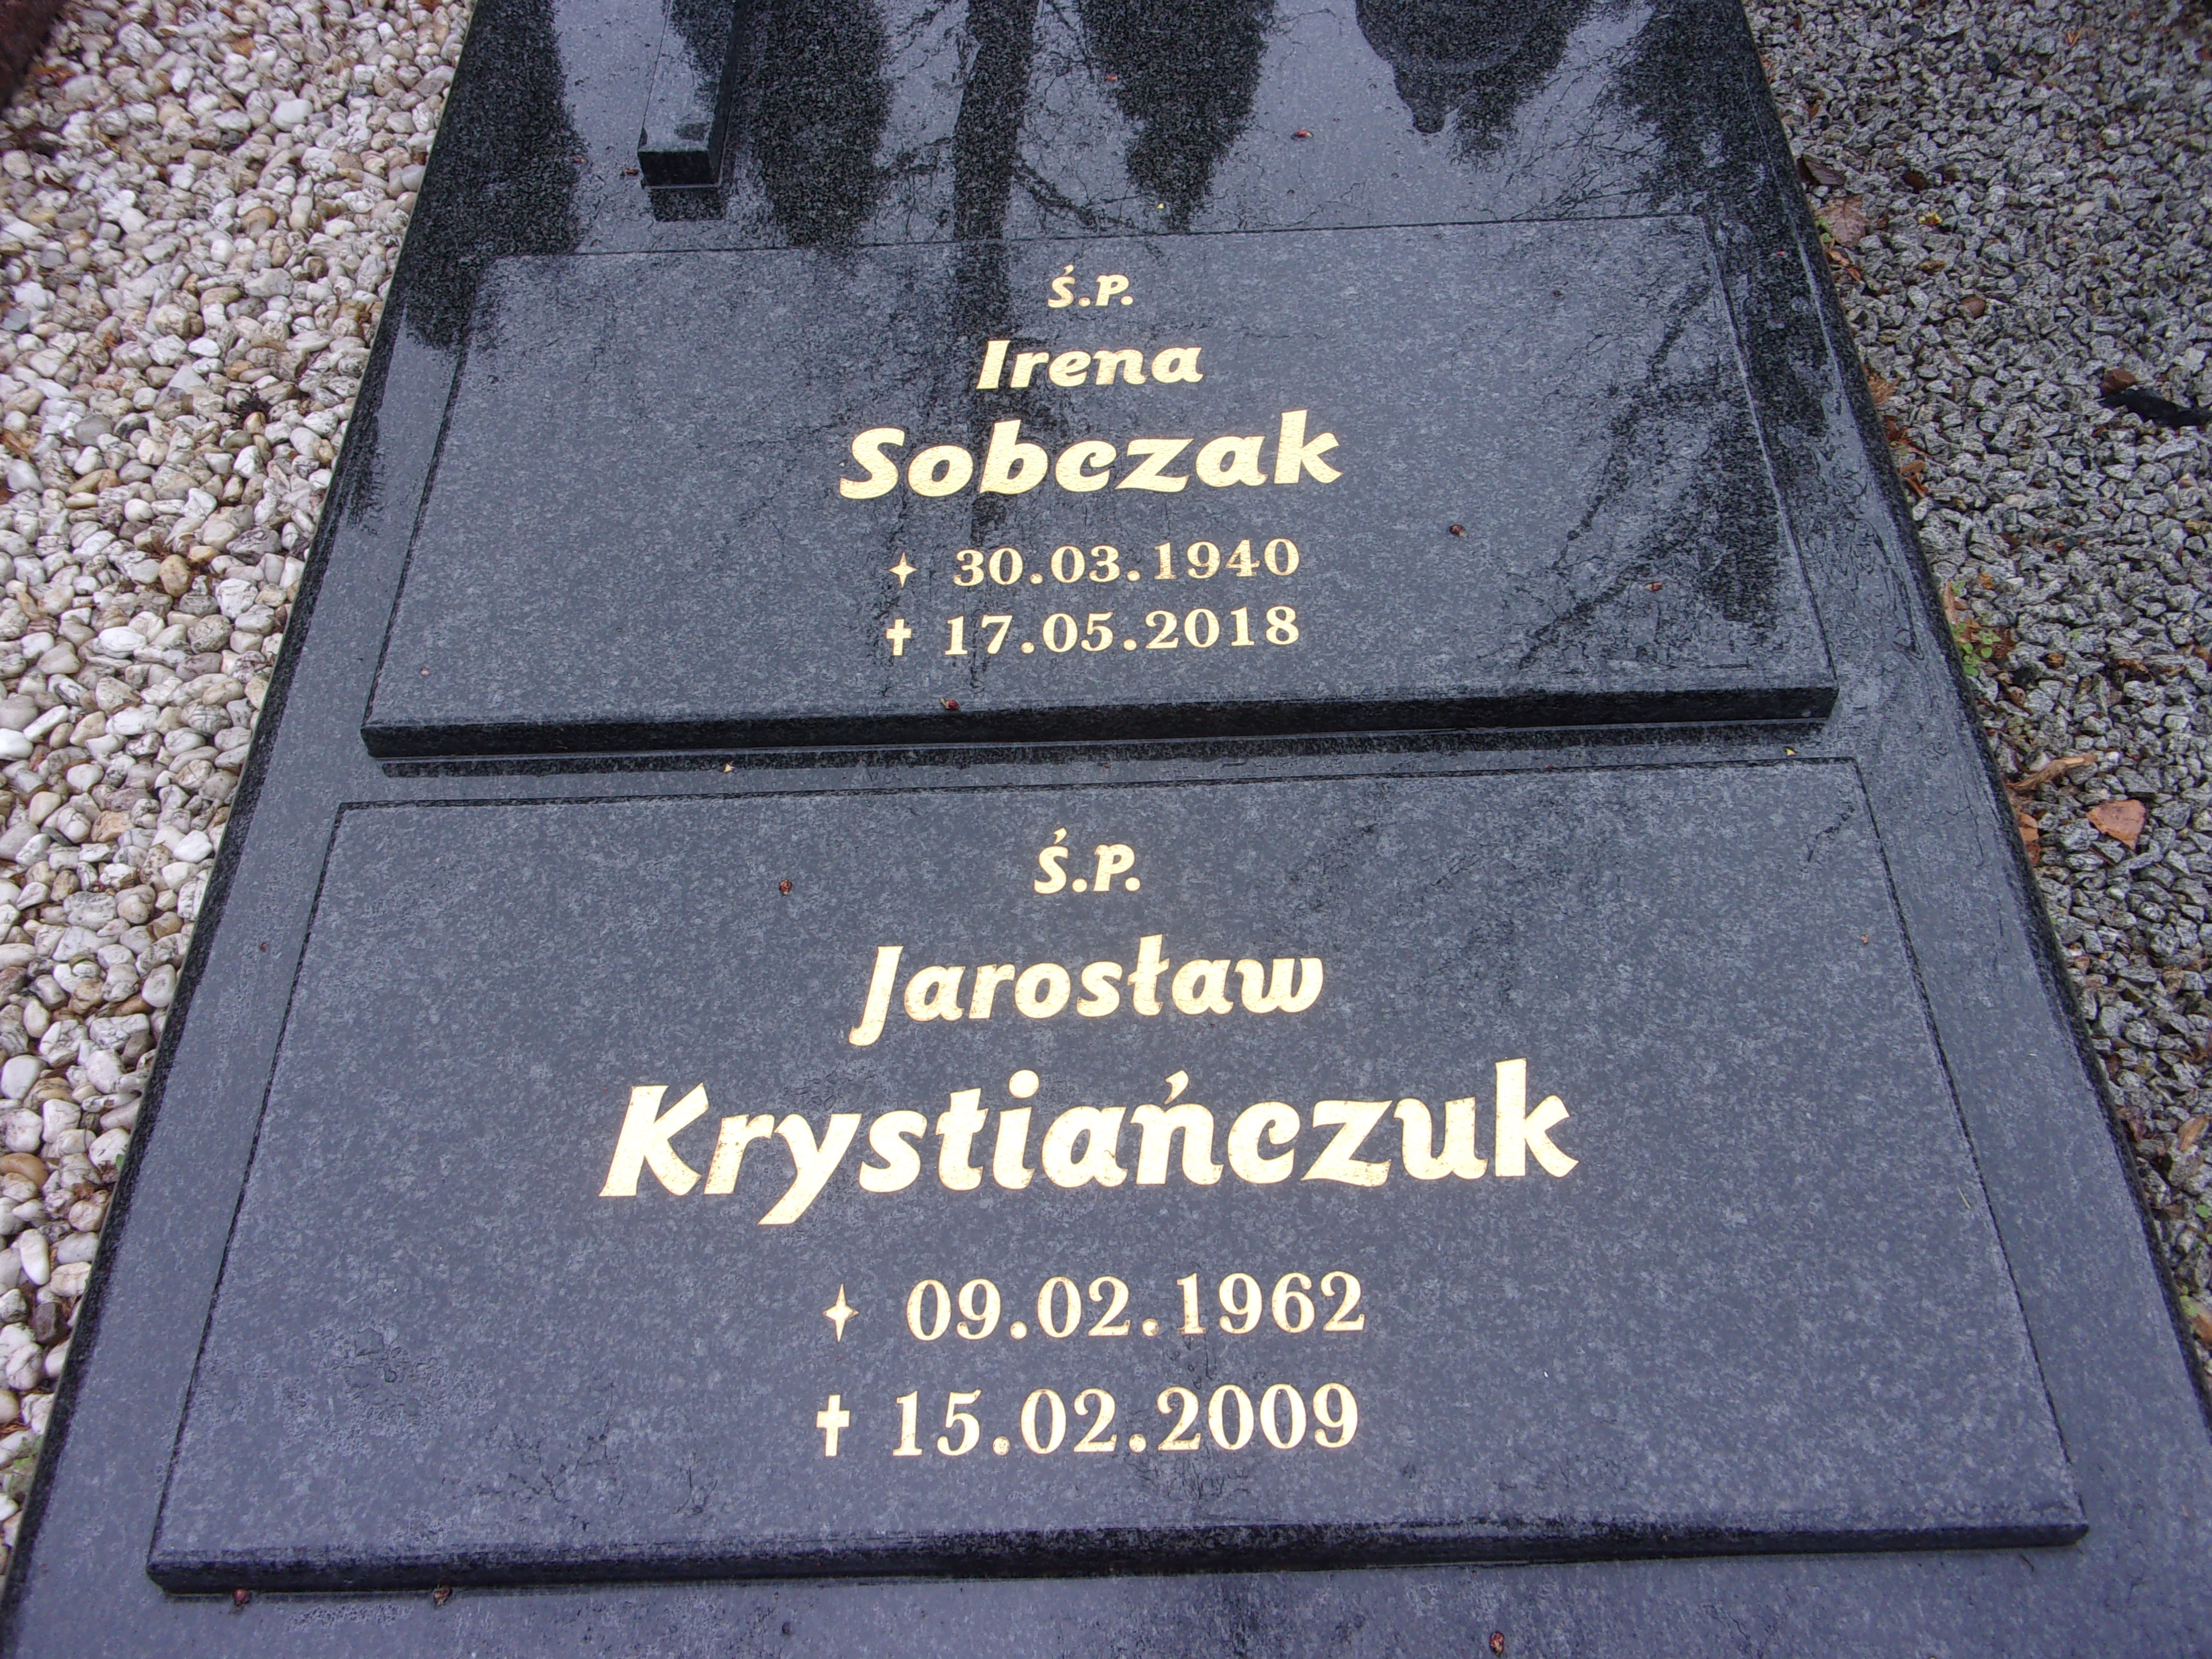 Ś.P.
Irena
Sobczak
✦ 30.03.1940
✝ 17.05.2018
Ś.P.
Jarosław
Krystiańczuk
✦ 09.02.1962
✝ 15.02.2009